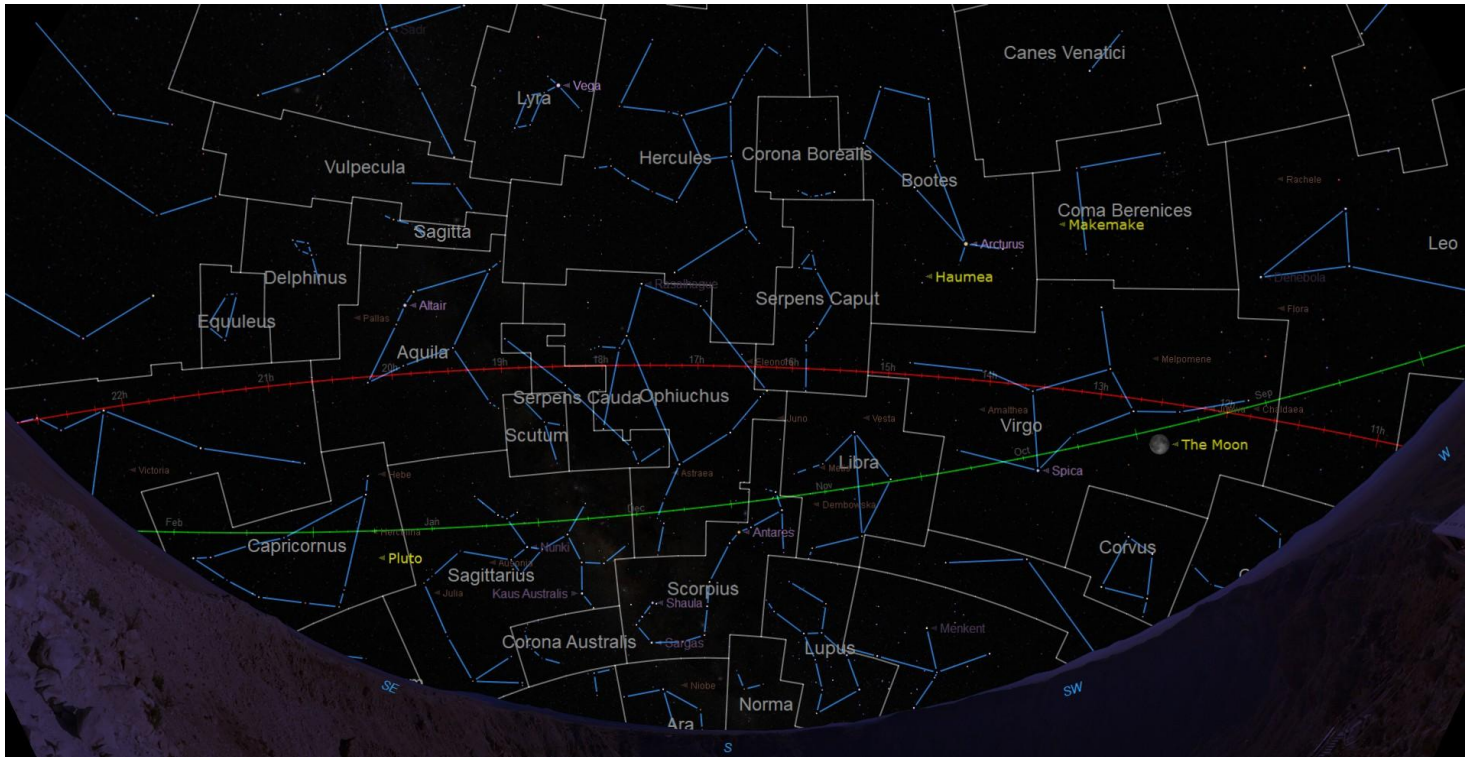 Sadr
Canes Venatici
Vega
Lyra
Hercules
Corona Borealis
Vulpecula
Bootes
Rachele
Coma Berenices
Makemake
Sagitta
Arcturus
Leo
Delphinus
Haumea
Denebola
Rasalhague
Serpens Caput
Altair
Flora
Equuleus
Pallas
Aquila
19h
18h
17h
Eleonora
16h
15h
Melpomene
20h
21h
14h
13h
22h
Serpens Cauda
Ophiuchus
Sep
12h
Chaldaea
Amalthea
Juno
Vesta
Virgo
11h
Scutum
The Moon
Oct
Libra
W
Victoria
Hebe
Astraea
Spica
Nov
Dembowska
Dec
Feb
Jan
Antares
Capricornus
Nunki
Corvus
Pluto
Ausonia
Sagittarius
Scorpius
Julia
Kaus Australis
Shaula
Menkent
Corona Australis
Sargas
Lupus
SE
Niobe
SW
Norma
Ara
S